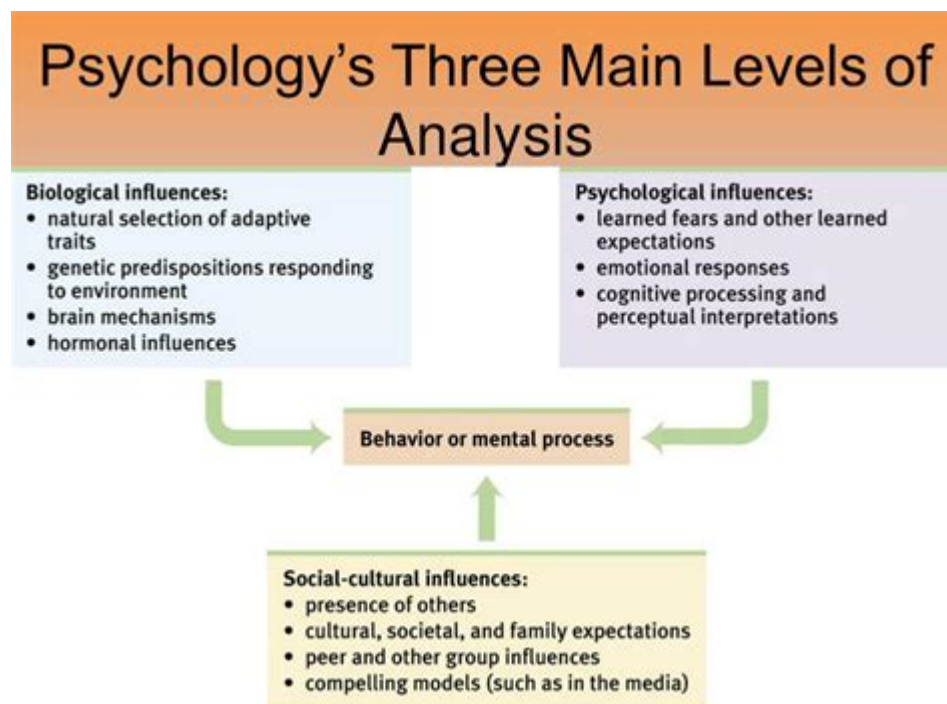 Psychology's Three Main Levels of
Analysis
Biological influences:
• natural selection of adaptive
traits
• genetic predispositions responding
to environment
• brain mechanisms
• hormonal influences
Psychological influences:
• learned fears and other learned
expectations
• emotional responses
• cognitive processing and
perceptual interpretations
Behavior or mental process
Social-cultural influences:
• presence of others
• cultural, societal, and family expectations
• peer and other group influences
• compelling models (such as in the media)